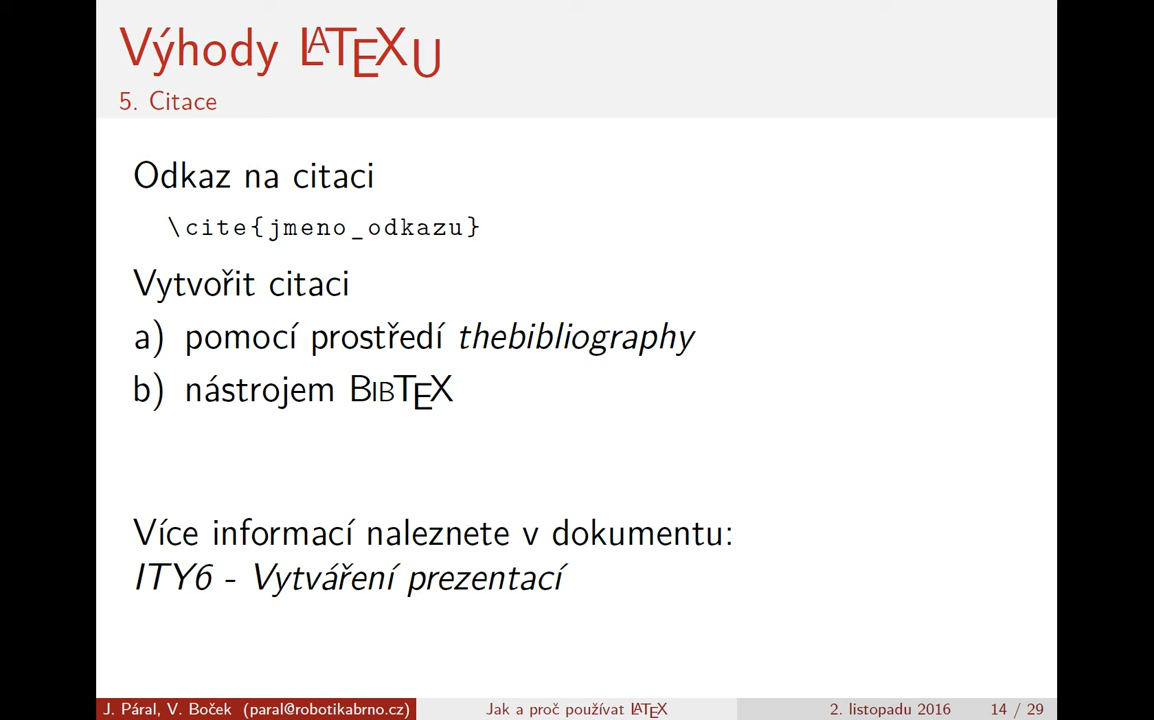 Výhody LATEXU
5. Citace
Odkaz na citaci
\cite{jmeno_odkazu}
Vytvořit citaci
a) pomocí prostředí thebibliography
b) nástrojem BIBTEX
Více informací naleznete v dokumentu:
ITY6 - Vytváření prezentací
J. Páral, V. Boček (paral@robotikabrno.cz) Jak a proč používat LATEX 2. listopadu 2016 14 / 29